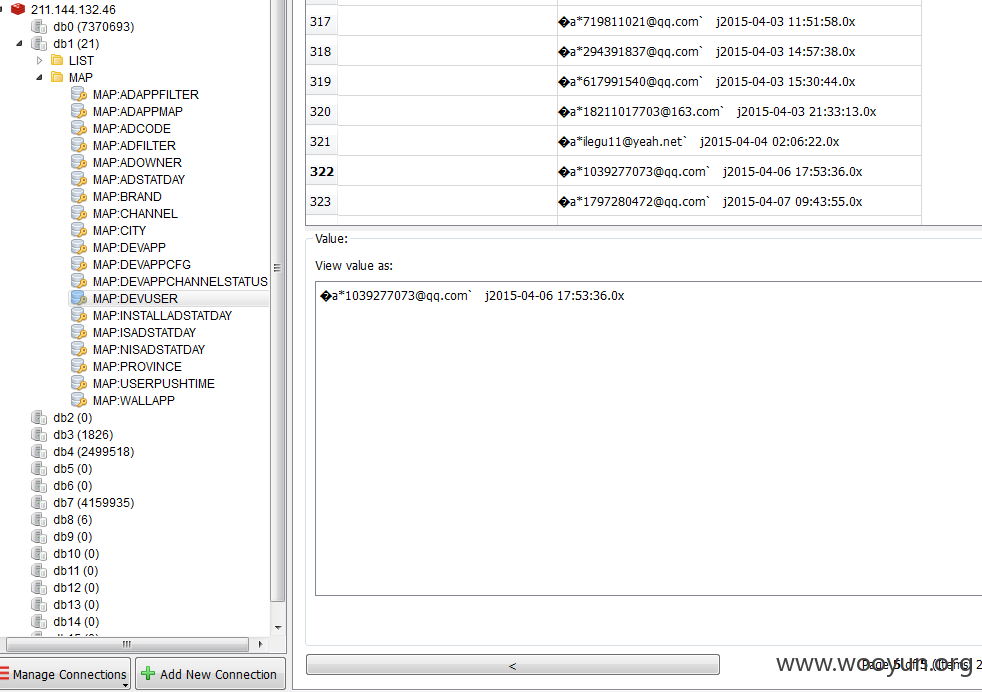 211.144.132.46
db0 (7370693)
db1 (21)
LIST
MAP
MAP:ADAPPFILTER
MAP:ADAPPMAP
MAP:ADCODE
MAP:ADFILTER
MAP:ADOWNER
MAP:ADSTATDAY
MAP:BRAND
MAP:CHANNEL
MAP:CITY
MAP:DEVAPP
MAP:DEVAPPCFG
MAP:DEVAPPCHANNELSTATUS
MAP:DEVUSER
MAP:INSTALLADSTATDAY
MAP:ISADSTATDAY
MAP:NISADSTATDAY
MAP:PROVINCE
MAP:USERPUSHTIME
MAP:WALLAPP
db2 (0)
db3 (1826)
db4 (2499518)
db5 (0)
db6 (0)
db7 (4159935)
db8 (6)
db9 (0)
db10 (0)
db11 (0)
db12 (0)
db13 (0)
db14 (0)
Manage Connections
Add New Connection
317 �a*719811021@qq.com` j2015-04-03 11:51:58.0x
318 �a*294391837@qq.com` j2015-04-03 14:57:38.0x
319 �a*617991540@qq.com` j2015-04-03 15:30:44.0x
320 �a*18211017703@163.com` j2015-04-03 21:33:13.0x
321 �a*ilegu11@yeah.net` j2015-04-04 02:06:22.0x
322 �a*1039277073@qq.com` j2015-04-06 17:53:36.0x
323 �a*1797280472@qq.com` j2015-04-07 09:43:55.0x
Value:
View value as:
�a*1039277073@qq.com` j2015-04-06 17:53:36.0x
<
www.wooyun.org